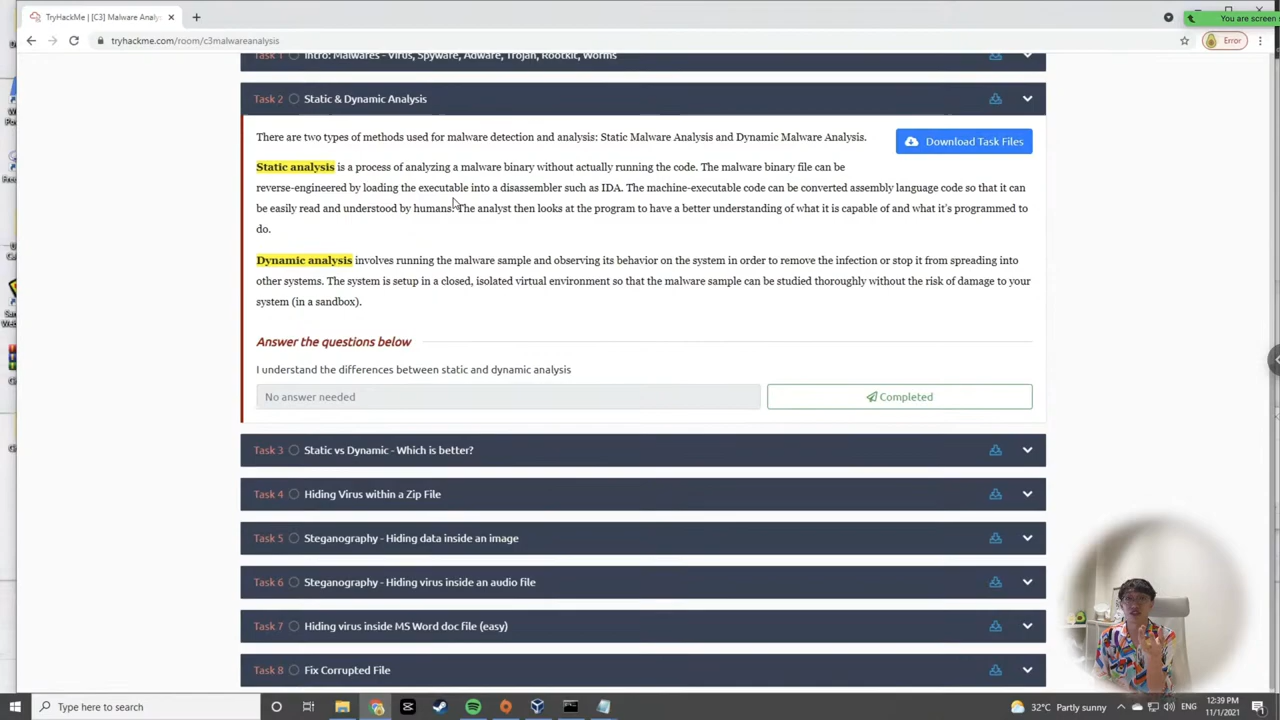 TryHackMe | [C3] Malware Analy
You are screen s
tryhackme.com/room/c3malwareanalysis
Error
Task 1 Intro: Malwares - Virus, Spyware, Adware, Trojan, Rootkit, Worms
Task 2 Static & Dynamic Analysis
There are two types of methods used for malware detection and analysis: Static Malware Analysis and Dynamic Malware Analysis.
Download Task Files
Static analysis is a process of analyzing a malware binary without actually running the code. The malware binary file can be
reverse-engineered by loading the executable into a disassembler such as IDA. The machine-executable code can be converted assembly language code so that it can
be easily read and understood by humans. The analyst then looks at the program to have a better understanding of what it is capable of and what it's programmed to
do.
Dynamic analysis involves running the malware sample and observing its behavior on the system in order to remove the infection or stop it from spreading into
other systems. The system is setup in a closed, isolated virtual environment so that the malware sample can be studied thoroughly without the risk of damage to your
system (in a sandbox).
Answer the questions below
I understand the differences between static and dynamic analysis
No answer needed
Completed
Task 3 Static vs Dynamic - Which is better?
Task 4 Hiding Virus within a Zip File
Task 5 Steganography - Hiding data inside an image
Task 6 Steganography - Hiding virus inside an audio file
Task 7 Hiding virus inside MS Word doc file (easy)
Task 8 Fix Corrupted File
Type here to search
32°C Partly sunny
ENG
12:39 PM
11/1/2021